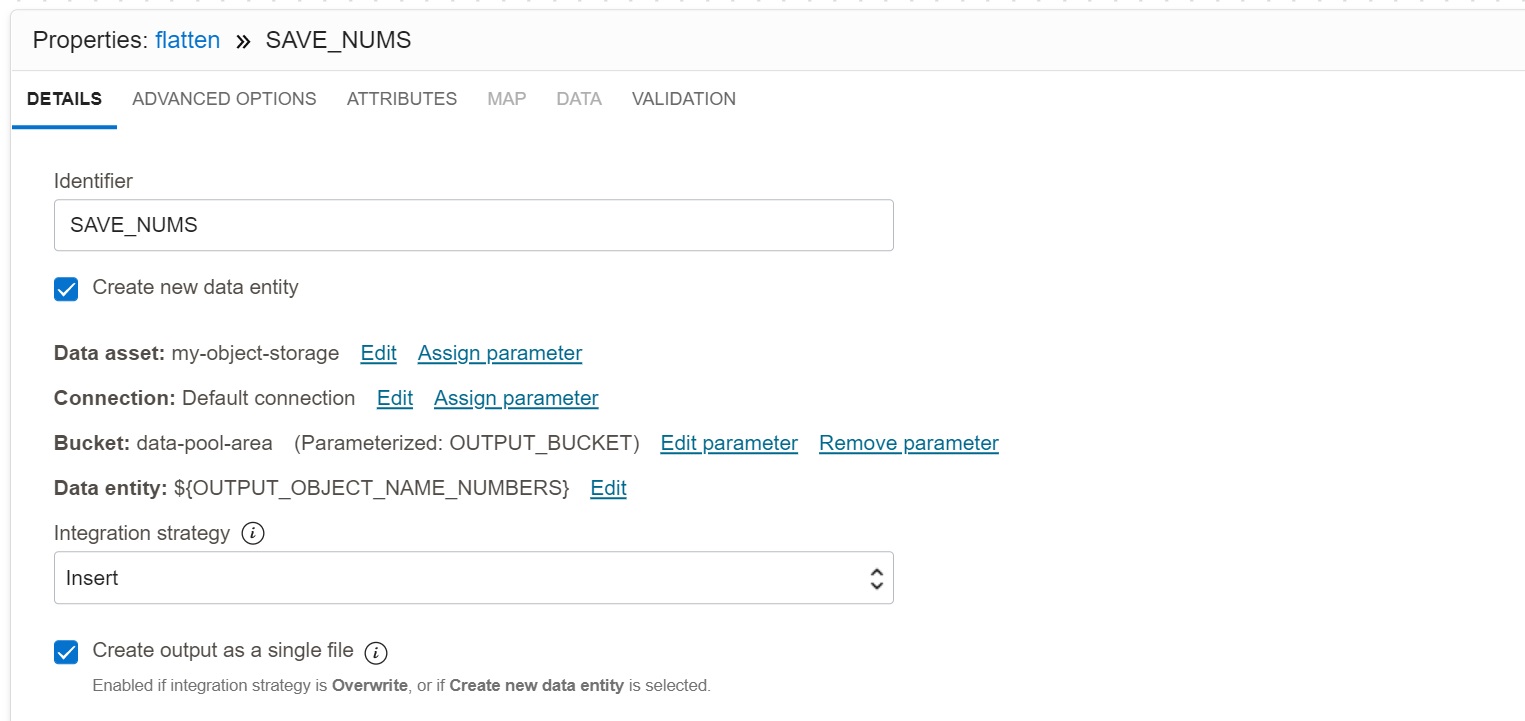 Properties: flatten » SAVE_NUMS
DETAILS ADVANCED OPTIONS ATTRIBUTES MAP DATA VALIDATION
Identifier
SAVE_NUMS
Create new data entity
Data asset: my-object-storage Edit Assign parameter
Connection: Default connection Edit Assign parameter
Bucket: data-pool-area (Parameterized: OUTPUT_BUCKET) Edit parameter Remove parameter
Data entity: ${OUTPUT_OBJECT_NAME_NUMBERS} Edit
Integration strategy i
Insert
Create output as a single file i
Enabled if integration strategy is Overwrite, or if Create new data entity is selected.